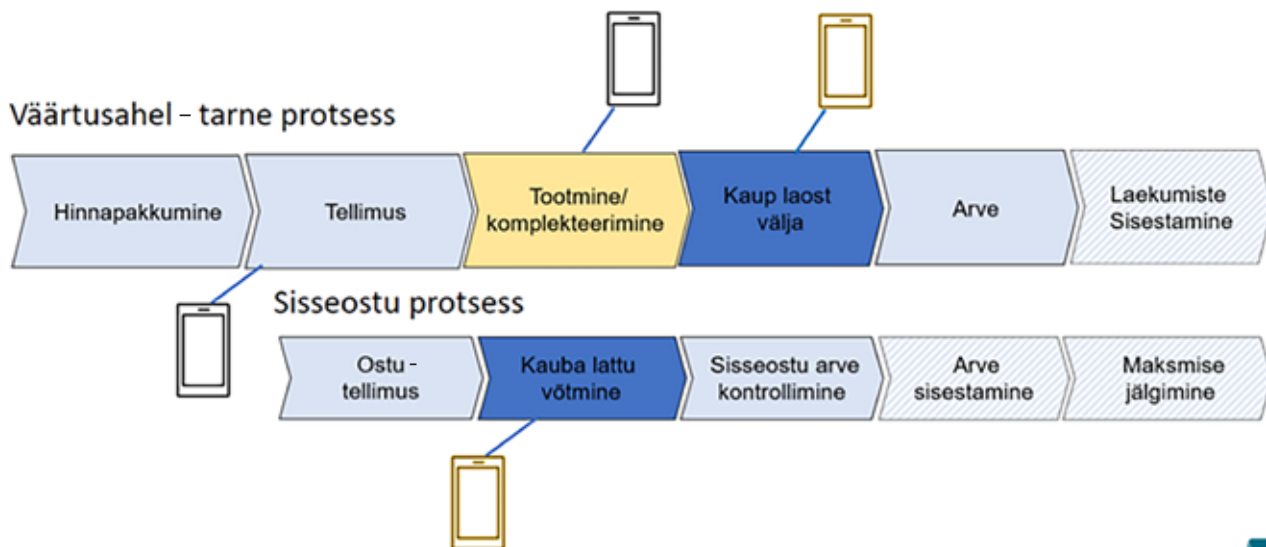 Väärtusahel - tarne protsess
Hinnapakkumine
Tellimus
Tootmine/
komplekteerimine
Kaup laost
välja
Arve
Laekumiste
Sisestamine
Sisseostu protsess
Ostu -
tellimus
Kauba lattu
võtmine
Sisseostu arve
kontrollimine
Arve
sisestamine
Maksmise
jälgimine